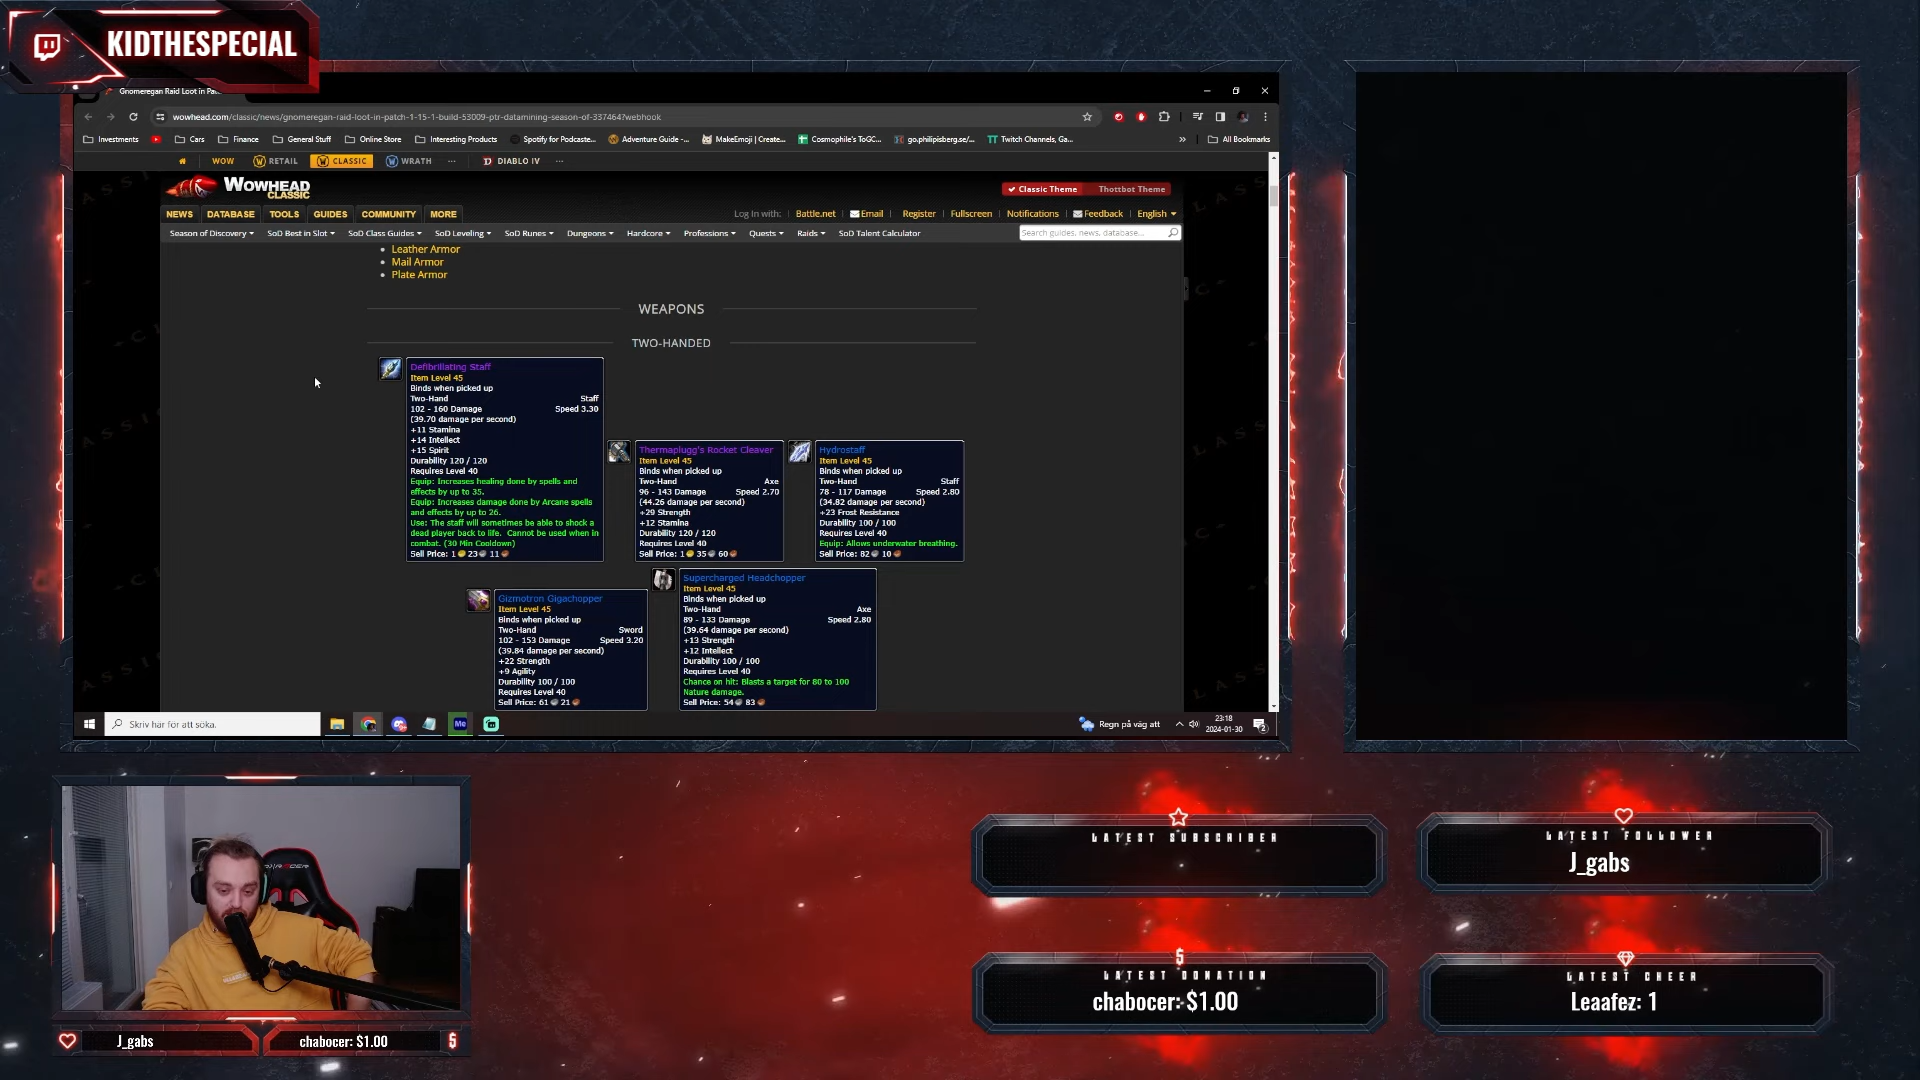 KIDTHESPECIAL
Gnomeregan Raid Loot in Pa
wowhead.com/classic/news/gnomeregan-raid-loot-in-patch-1-15-1-build-53009-ptr-datamining-season-of-337464?webhook
Investments
Cars
Finance
General Stuff
Online Store
Interesting Products
Spotify for Podcaste...
Adventure Guide -...
MakeEmoji | Create...
Cosmophile's ToGC...
go.philipisberg.se/...
TT Twitch Channels, Ga...
»
All Bookmarks
WOW
RETAIL
CLASSIC
WRATH
...
DIABLO IV
...
WOWHEAD
CLASSIC
Classic Theme
Thottbot Theme
NEWS
DATABASE
TOOLS
GUIDES
COMMUNITY
MORE
Log in with:
Battle.net
Email
Register
Fullscreen
Notifications
Feedback
English
Season of Discovery
SoD Best in Slot
SoD Class Guides
SoD Leveling
SoD Runes
Dungeons
Hardcore
Professions
Quests
Raids
SoD Talent Calculator
Search guides, news, database...
Leather Armor
Mail Armor
Plate Armor
WEAPONS
TWO-HANDED
Defibrillating Staff
Item Level 45
Binds when picked up
Two-Hand Staff
102 - 160 Damage Speed 3.30
(39.70 damage per second)
+11 Stamina
+14 Intellect
+15 Spirit
Durability 120 / 120
Requires Level 40
Equip: Increases healing done by spells and
effects by up to 35.
Equip: Increases damage done by Arcane spells
and effects by up to 26.
Use: The staff will sometimes be able to shock a
dead player back to life. Cannot be used when in
combat. (30 Min Cooldown)
Sell Price: 1 23 11
Thermaplugg's Rocket Cleaver
Item Level 45
Binds when picked up
Two-Hand Axe
96 - 143 Damage Speed 2.70
(44.26 damage per second)
+29 Strength
+12 Stamina
Durability 120 / 120
Requires Level 40
Sell Price: 1 35 60
Hydrostaff
Item Level 45
Binds when picked up
Two-Hand Staff
78 - 117 Damage Speed 2.80
(34.82 damage per second)
+23 Frost Resistance
Durability 100 / 100
Requires Level 40
Equip: Allows underwater breathing.
Sell Price: 82 10
Gizmotron Gigachopper
Item Level 45
Binds when picked up
Two-Hand Sword
102 - 153 Damage Speed 3.20
(39.84 damage per second)
+22 Strength
+9 Agility
Durability 100 / 100
Requires Level 40
Sell Price: 61 21
Supercharged Headchopper
Item Level 45
Binds when picked up
Two-Hand Axe
89 - 133 Damage Speed 2.80
(39.64 damage per second)
+13 Strength
+12 Intellect
Durability 100 / 100
Requires Level 40
Chance on hit: Blasts a target for 80 to 100
Nature damage.
Sell Price: 54 83
Skriv här för att söka.
Me
Regn på väg att
23:18
2024-01-30
2
LATEST SUBSCRIBER
LATEST FOLLOWER
J_gabs
LATEST DONATION
chabocer: $1.00
LATEST CHEER
Leaafez: 1
J_gabs
chabocer: $1.00